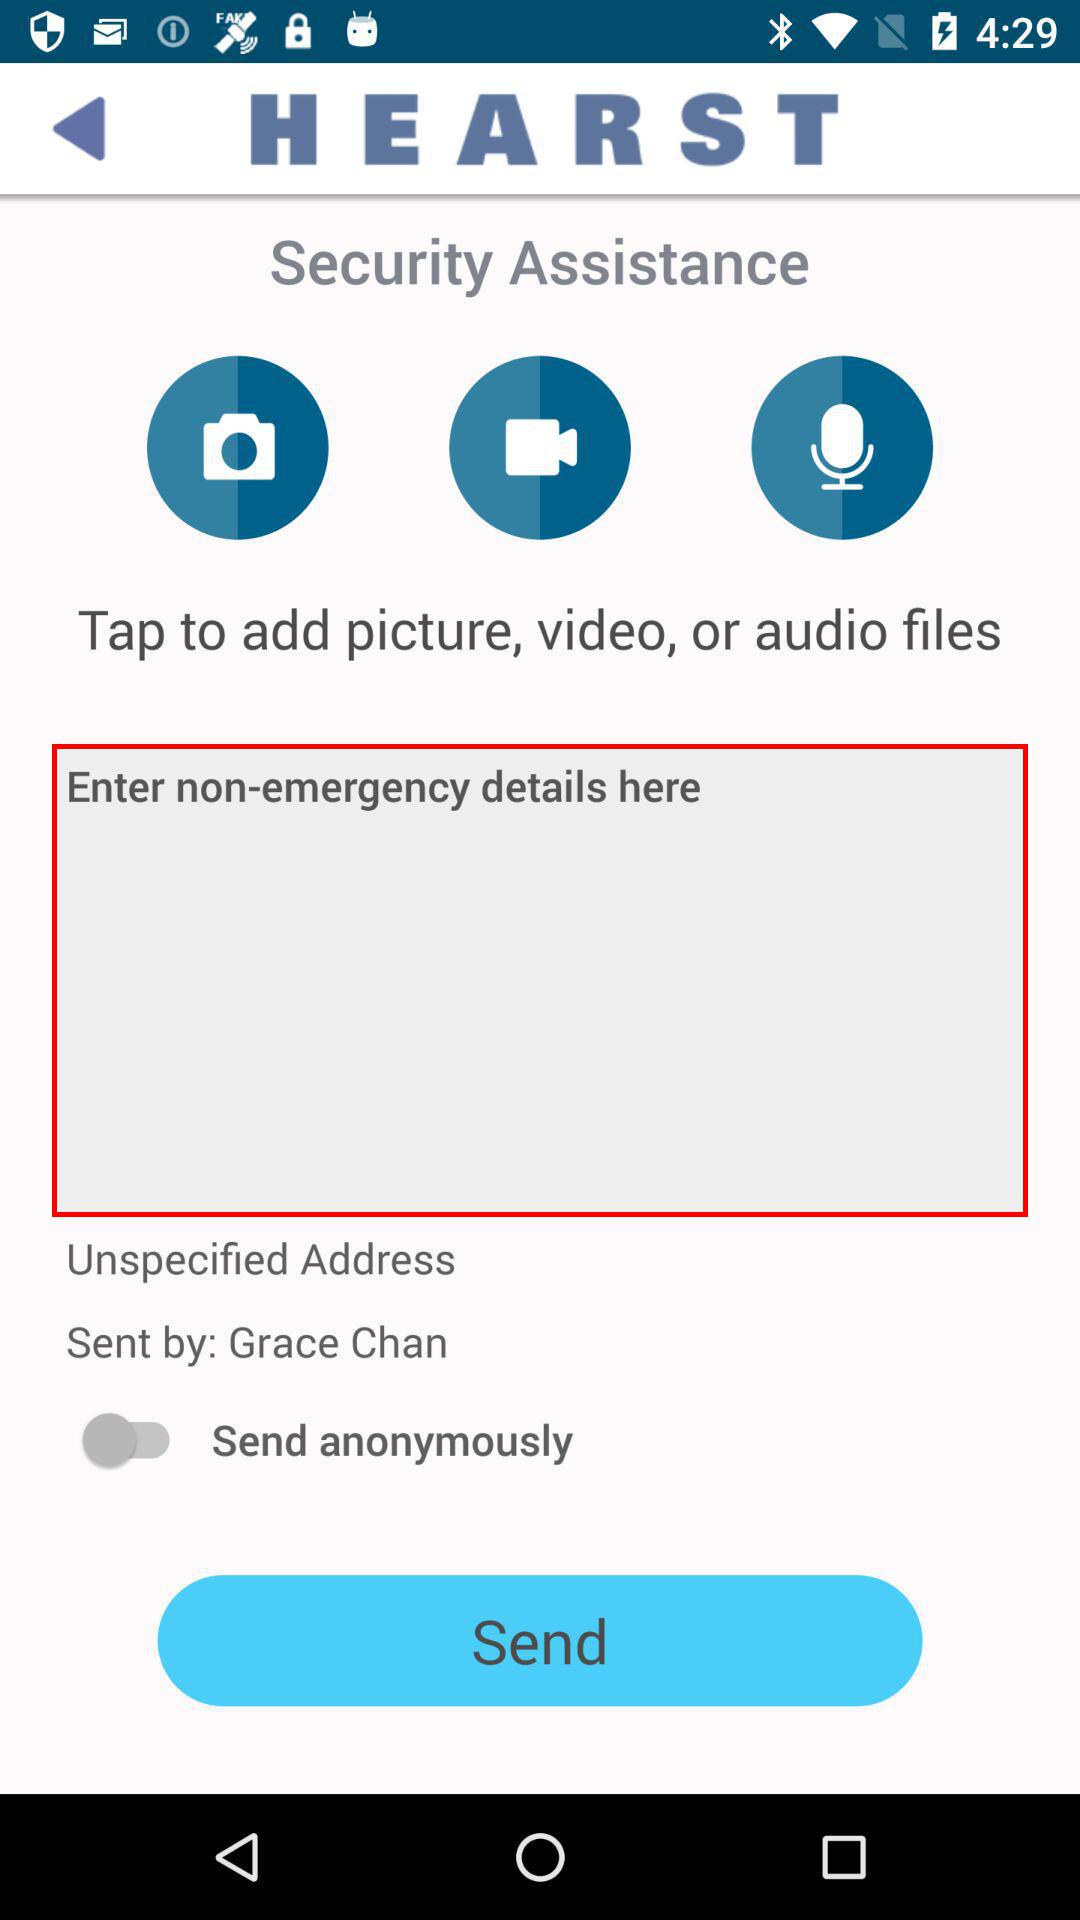 FAKE
4:29
HEARST
Security Assistance
Tap to add picture, video, or audio files
Enter non-emergency details here
Unspecified Address
Sent by: Grace Chan
Send anonymously
Send